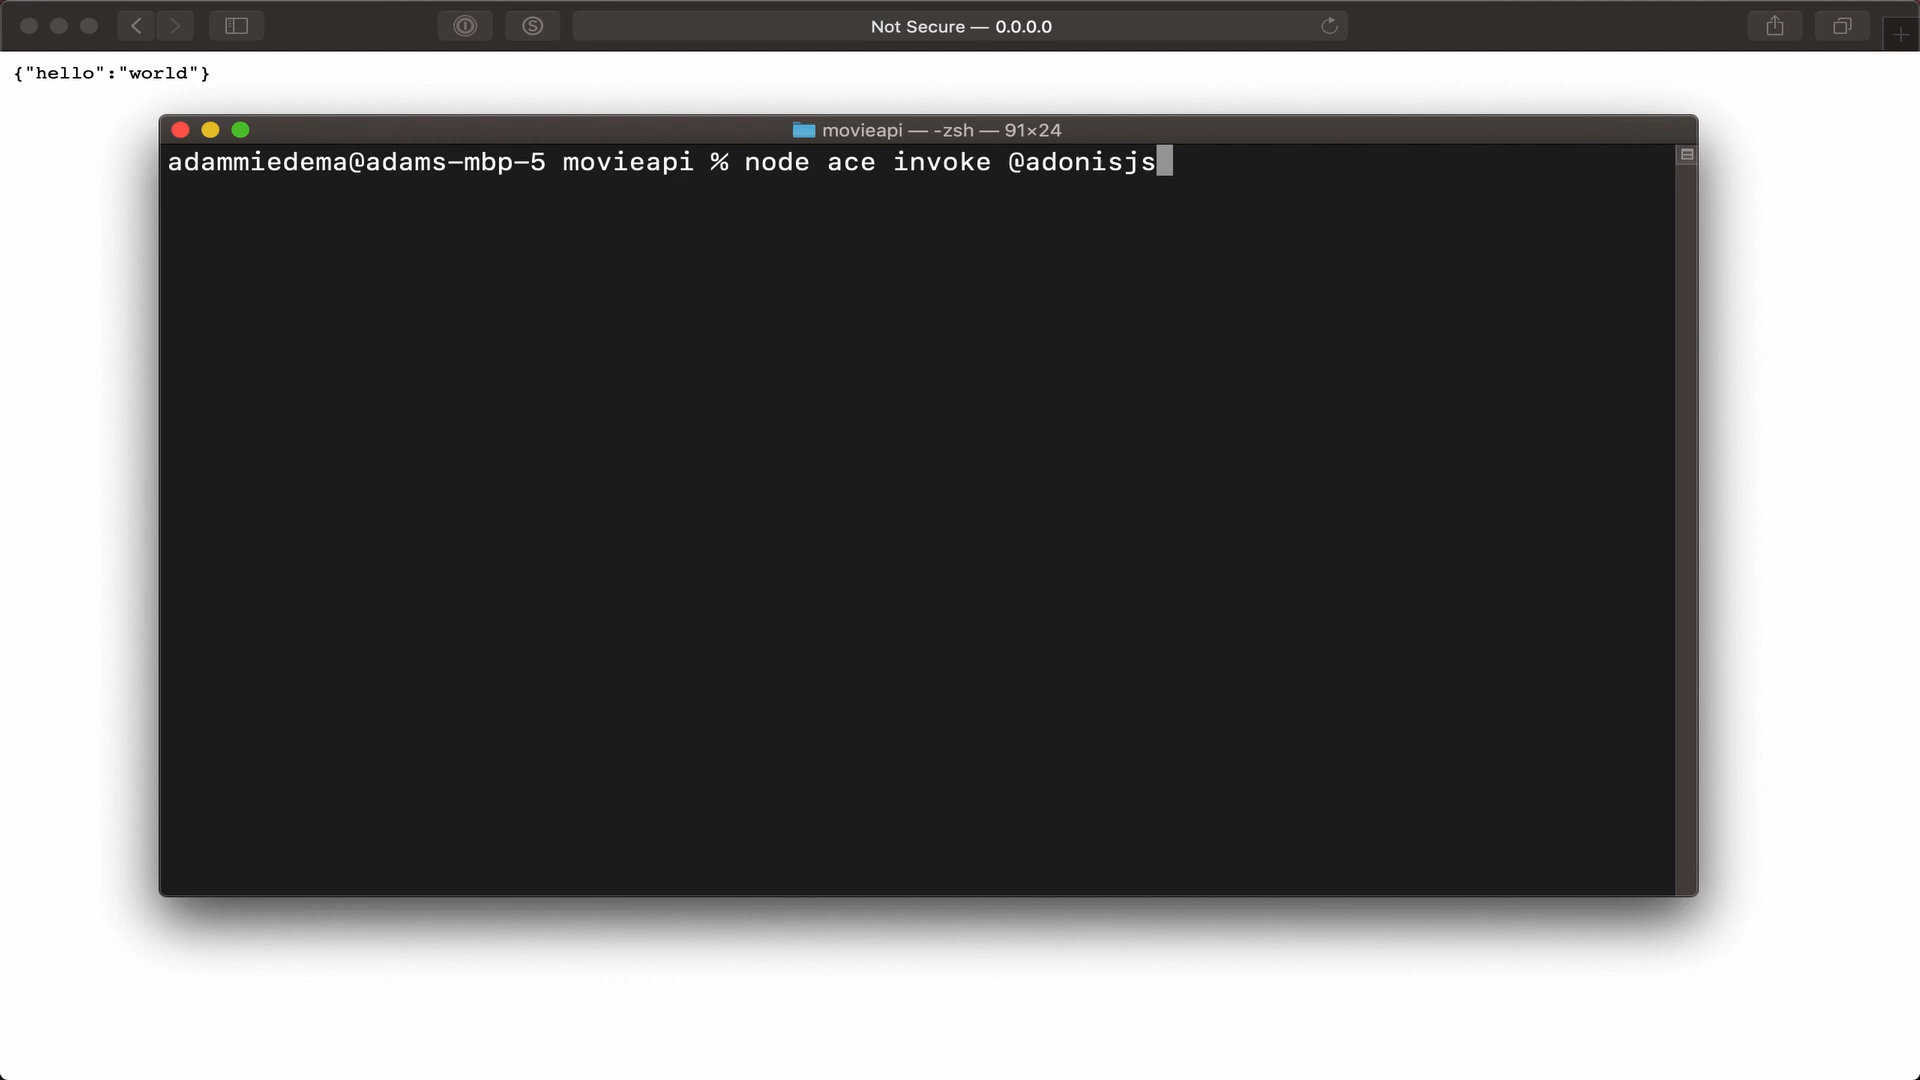 Not Secure — 0.0.0.0
{"hello":"world"}
movieapi — -zsh — 91×24
adammiedema@adams-mbp-5 movieapi % node ace invoke @adonisjs